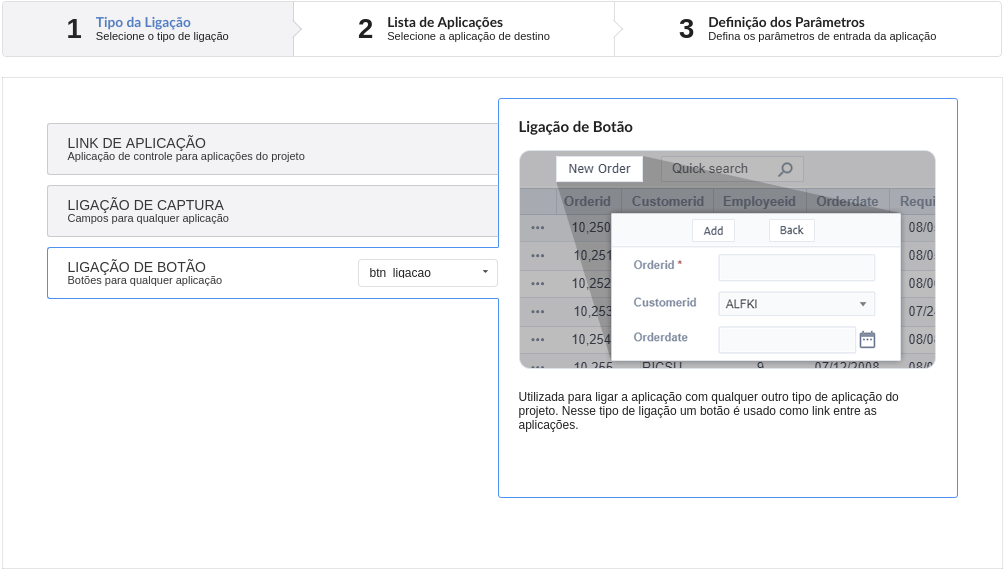 1 Tipo da Ligação
Selecione o tipo de ligação
2 Lista de Aplicações
Selecione a aplicação de destino
3 Definição dos Parâmetros
Defina os parâmetros de entrada da aplicação
LINK DE APLICAÇÃO
Aplicação de controle para aplicações do projeto
LIGAÇÃO DE CAPTURA
Campos para qualquer aplicação
LIGAÇÃO DE BOTÃO
Botões para qualquer aplicação
btn_ligacao
Ligação de Botão
New Order Quick search
Orderid Customerid Employeeid Orderdate Requi
10,250 08/0
10,251 08/0
10,252 08/0
10,253 07/2
10,254 08/0
10,255 RICSU 9 07/12/2008 08/0
Add Back
Orderid *
Customerid ALFKI
Orderdate
Utilizada para ligar a aplicação com qualquer outro tipo de aplicação do
projeto. Nesse tipo de ligação um botão é usado como link entre as
aplicações.